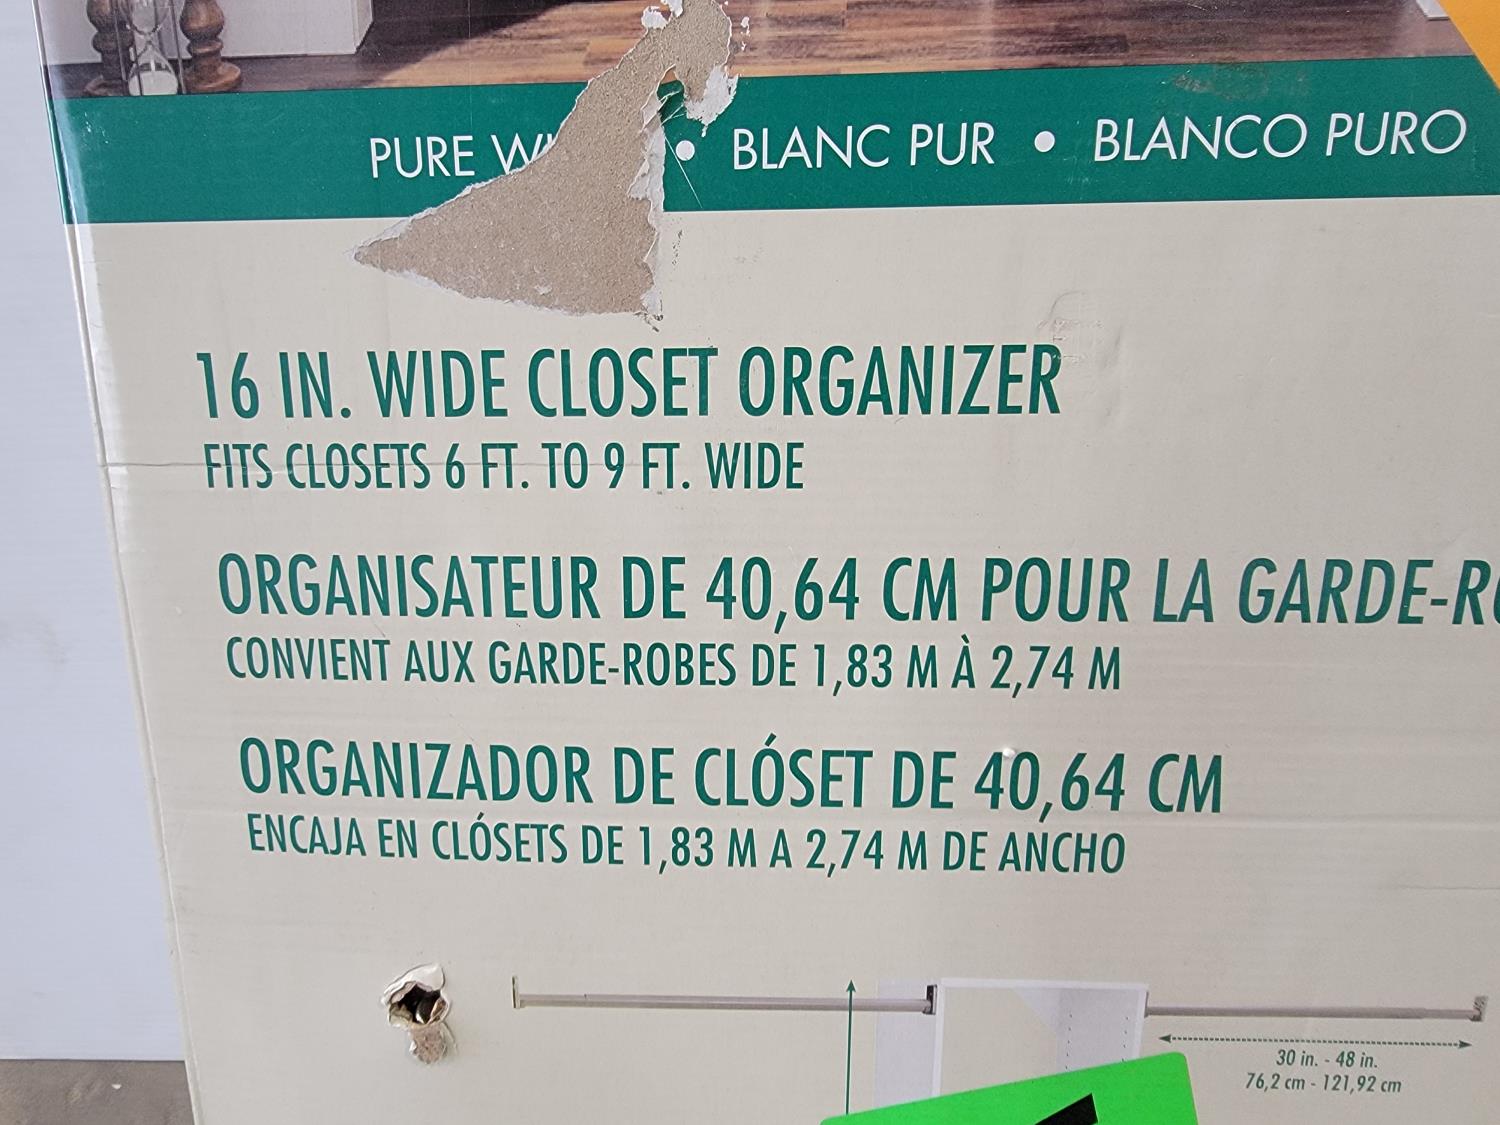 PURE • BLANC PUR • BLANCO PURO
16 IN. WIDE CLOSET ORGANIZER
FITS CLOSETS 6 FT. TO 9 FT. WIDE
ORGANISATEUR DE 40,64 CM POUR LA
CONVIENT AUX GARDE-ROBES DE 1,83 M À 2,74 M
ORGANIZADOR DE CLÓSET DE 40,64 CM
ENCAJA EN CLÓSETS DE 1,83 M A 2,74 M DE ANCHO
30 in. - 48 in.
76,2 cm - 121,92 cm